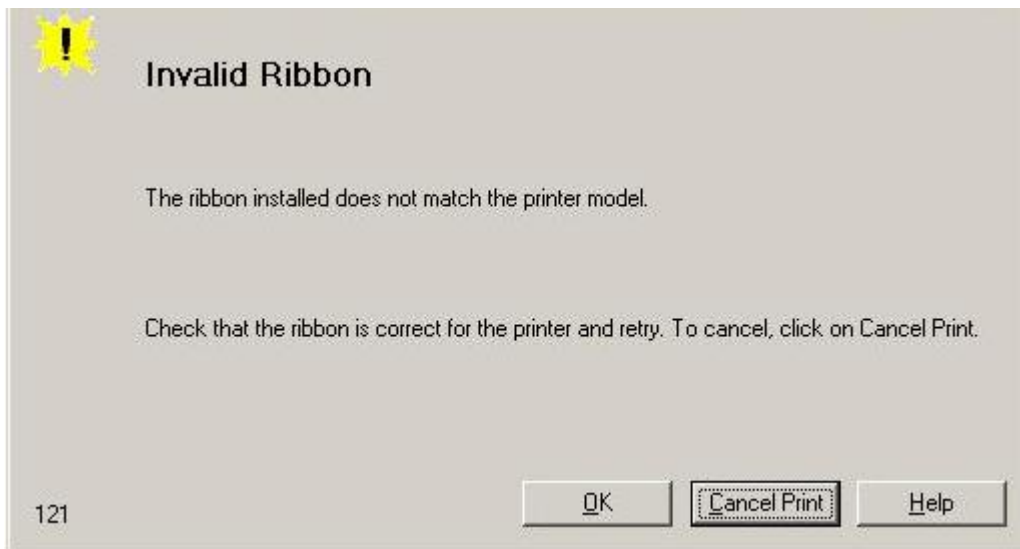 !
Invalid Ribbon
The ribbon installed does not match the printer model.
Check that the ribbon is correct for the printer and retry. To cancel, click on Cancel Print.
121 OK Cancel Print Help